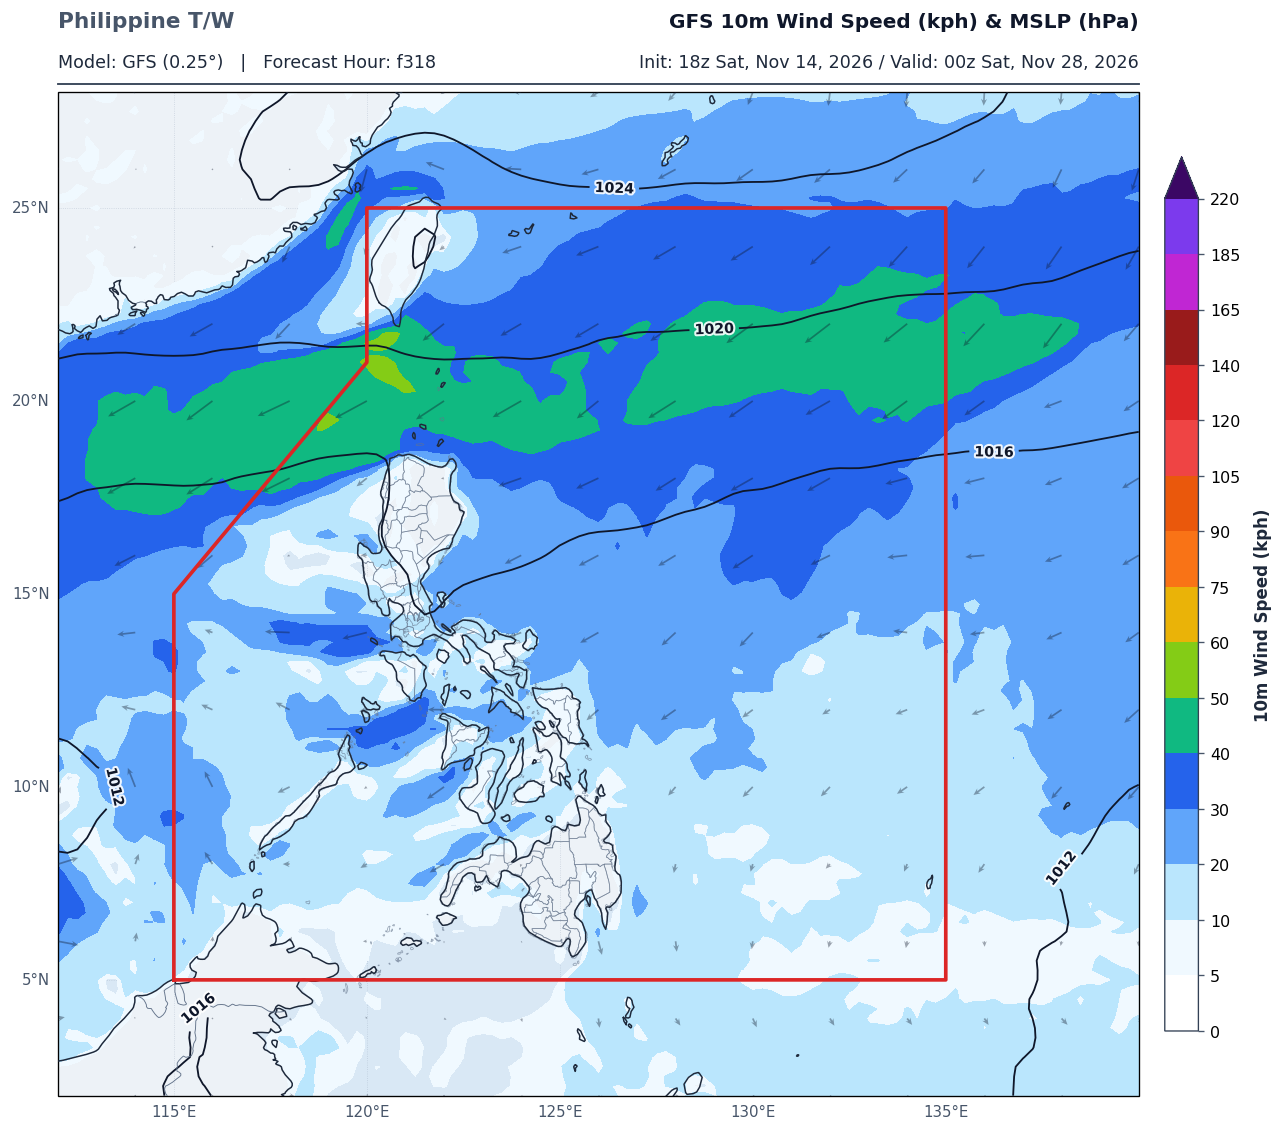 Philippine T/W
GFS 10m Wind Speed (kph) & MSLP (hPa)
Model: GFS (0.25°) | Forecast Hour: f318
Init: 18z Sat, Nov 14, 2026 / Valid: 00z Sat, Nov 28, 2026
1024
1020
1016
1012
1012
1016
25°N
20°N
15°N
10°N
5°N
115°E
120°E
125°E
130°E
135°E
220
185
165
140
120
105
90
75
60
50
40
30
20
10
5
0
10m Wind Speed (kph)